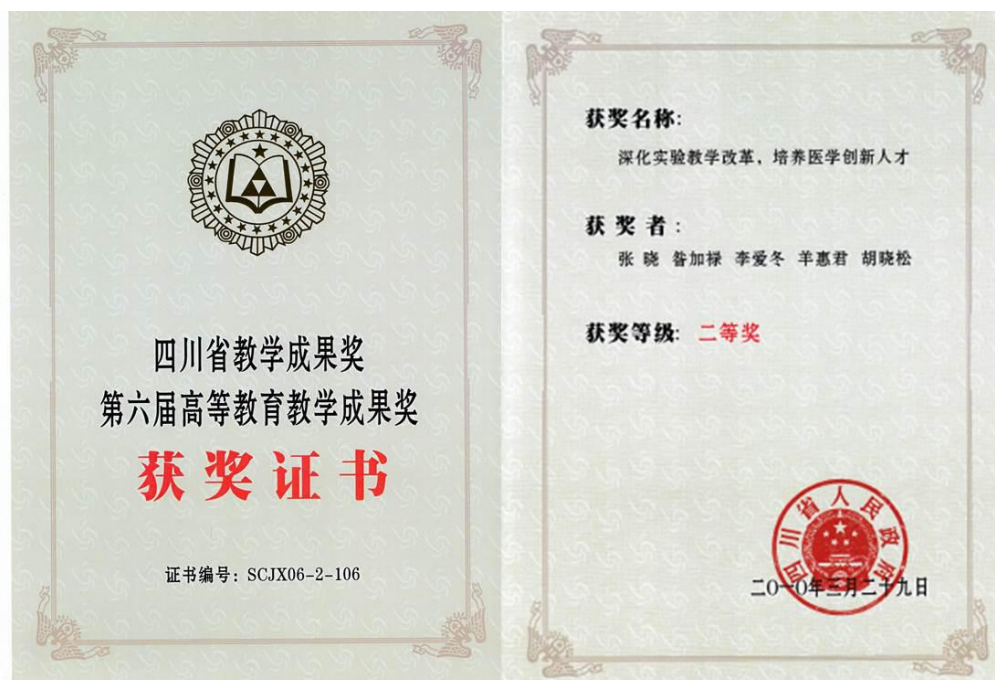 四川省教学成果奖
第六届高等教育教学成果奖
获奖证书
证书编号：SCJX06-2-106
获奖名称：
深化实验教学改革，培养医学创新人才
获 奖 者：
张 晓 昝加禄 李爱冬 羊惠君 胡晓松
获奖等级: 二等奖
四川省人民政府
二〇一〇年三月二十九日